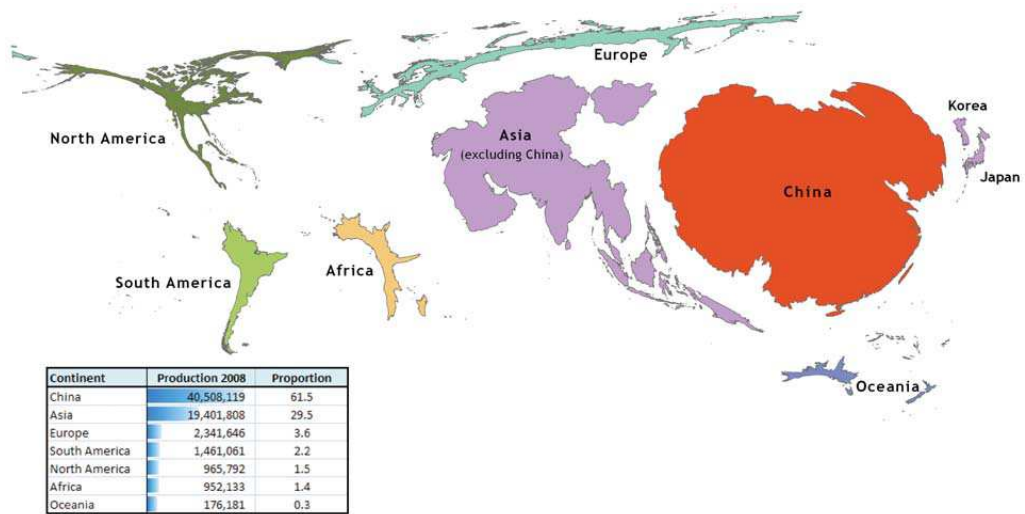 Europe
Korea
North America
Asia
(excluding China)
Japan
China
South America
Africa
Oceania
Continent Production 2008 Proportion
China 40,508,119 61.5
Asia 19,401,808 29.5
Europe 2,341,646 3.6
South America 1,461,061 2.2
North America 965,792 1.5
Africa 952,133 1.4
Oceania 176,181 0.3